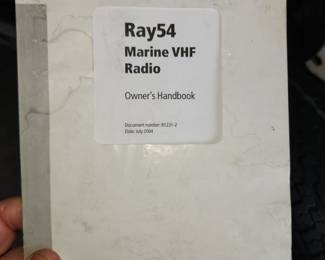 Ray54
Marine VHF
Radio
Owner's Handbook
Document number: 81231-2
Date: July 2004